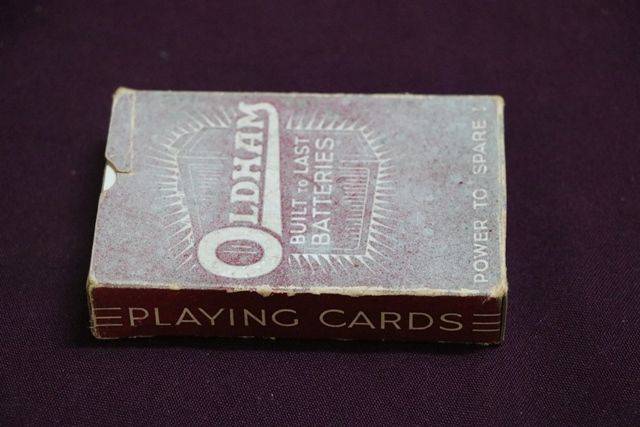 OLDHAM
BUILT TO LAST
BATTERIES
POWER TO SPARE!
PLAYING CARDS